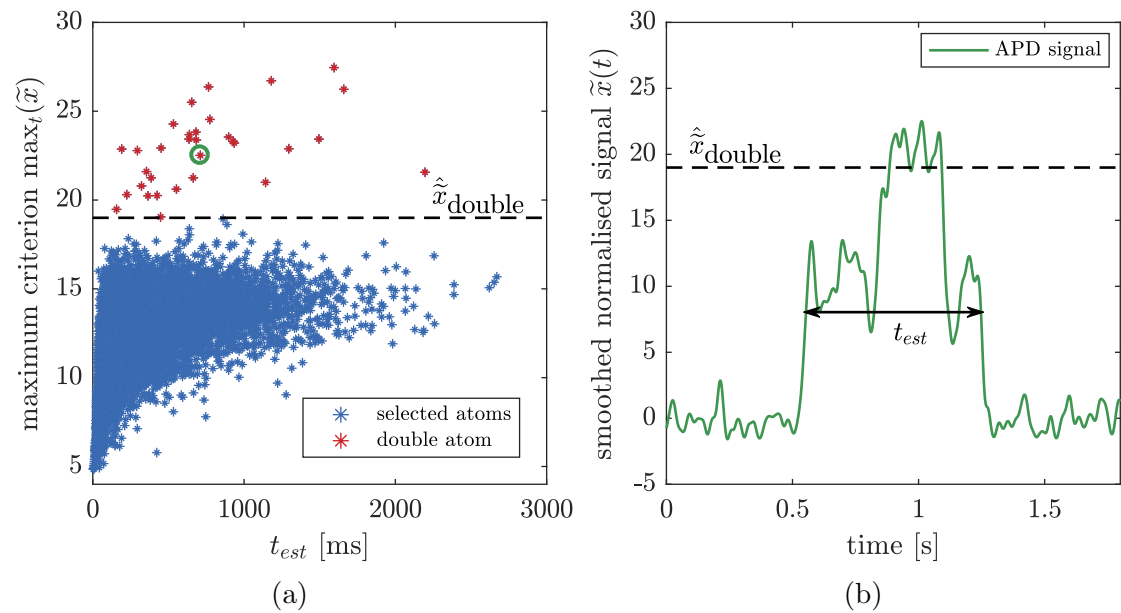 30
25
20
15
10
5
0
1000
2000
3000
maximum criterion max_t(x̃)
t_est [ms]
x̃̂_double
selected atoms
double atom
(a)
30
25
20
15
10
5
0
-5
0
0.5
1
1.5
smoothed normalised signal x̃(t)
time [s]
APD signal
x̃̂_double
t_est
(b)